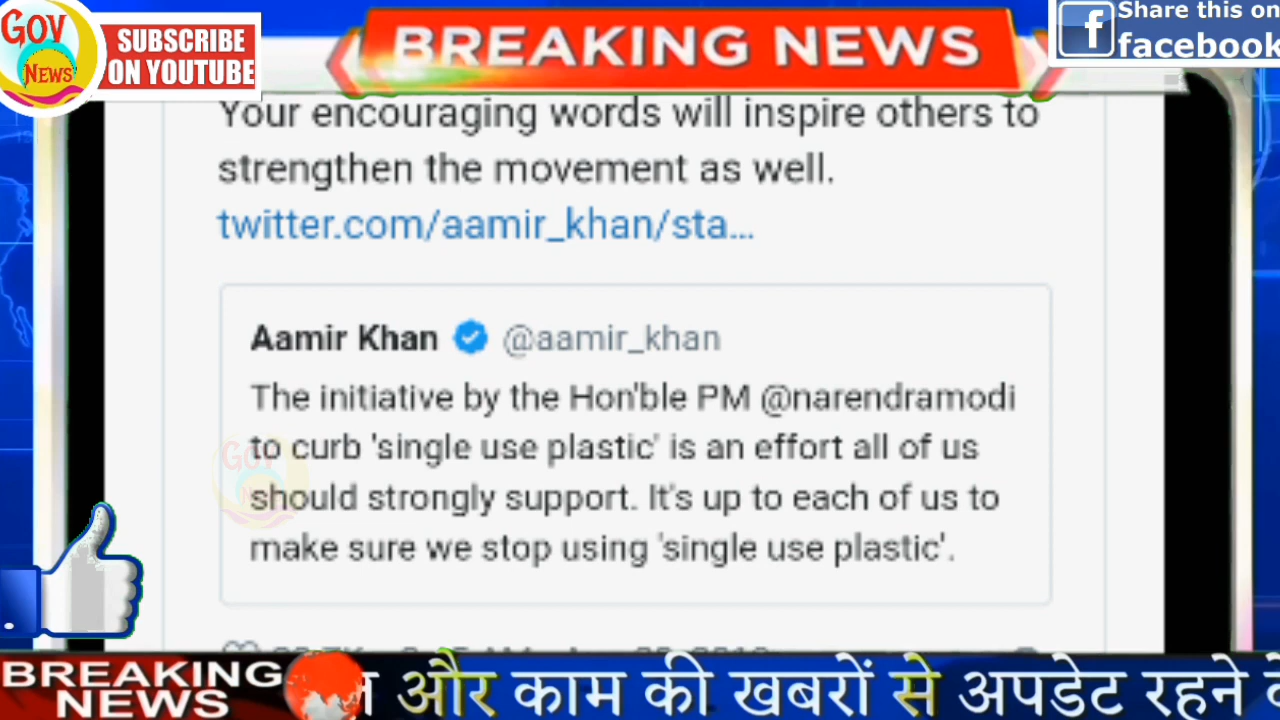 GOV
NEWS
SUBSCRIBE
ON YOUTUBE
BREAKING NEWS
Share this on
facebook
Your encouraging words will inspire others to
strengthen the movement as well.
twitter.com/aamir_khan/sta...
Aamir Khan @aamir_khan
The initiative by the Hon'ble PM @narendramodi
to curb 'single use plastic' is an effort all of us
should strongly support. It's up to each of us to
make sure we stop using 'single use plastic'.
GOV
BREAKING
NEWS
और काम की खबरों से अपडेट रहने